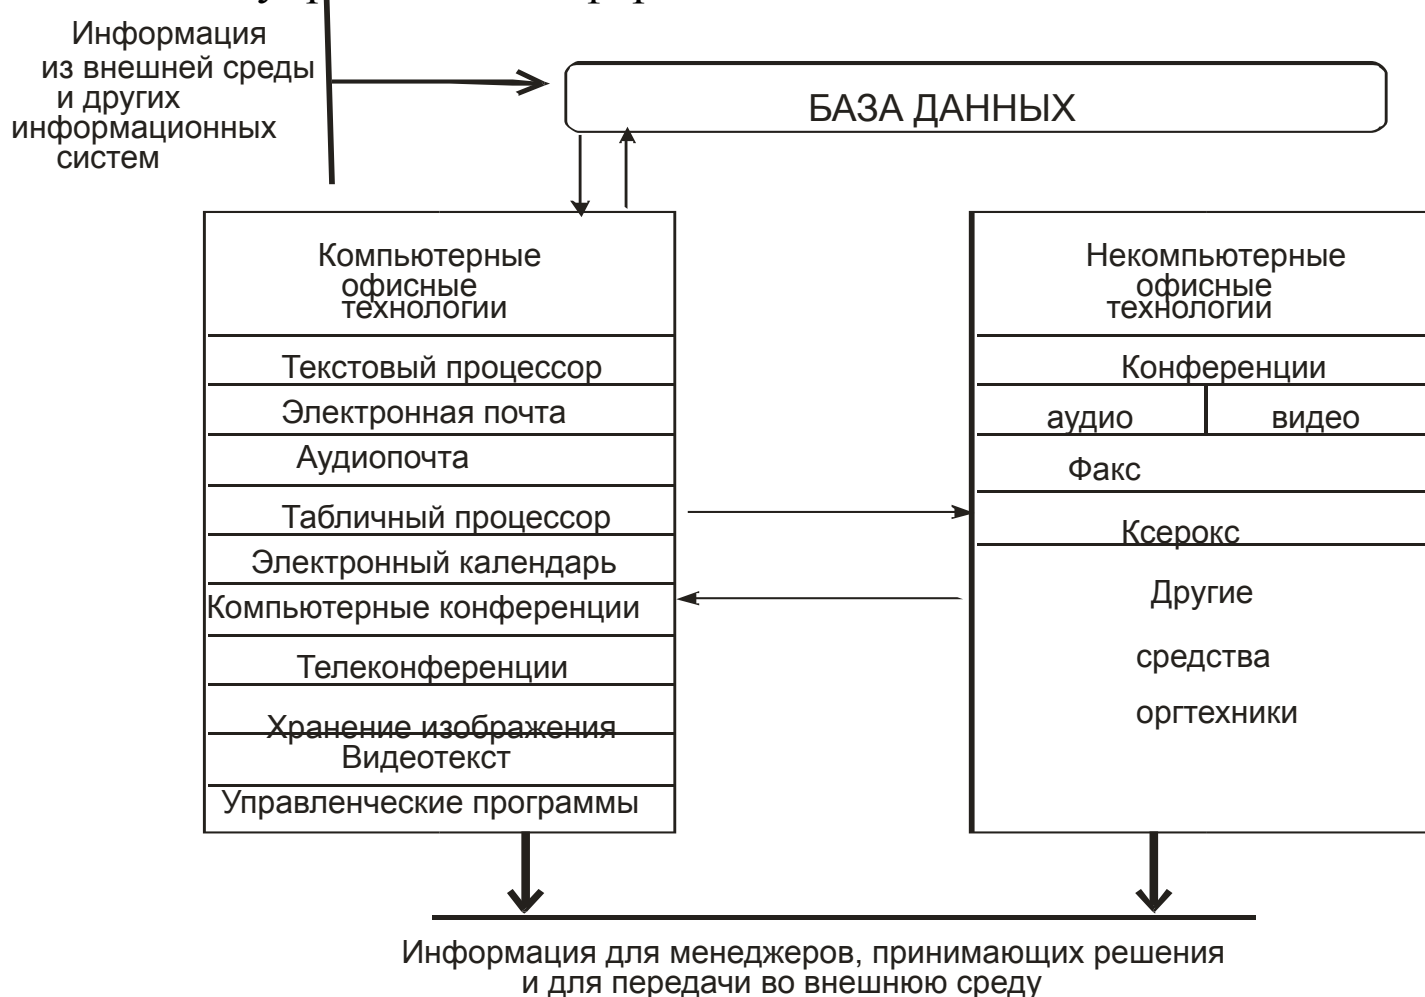 Информация
из внешней среды
и других
информационных
систем
БАЗА ДАННЫХ
Компьютерные
офисные
технологии
Текстовый процессор
Электронная почта
Аудиопочта
Табличный процессор
Электронный календарь
Компьютерные конференции
Телеконференции
Хранение изображения
Видеотекст
Управленческие программы
Некомпьютерные
офисные
технологии
Конференции
аудио видео
Факс
Ксерокс
Другие
средства
оргтехники
Информация для менеджеров, принимающих решения
и для передачи во внешнюю среду